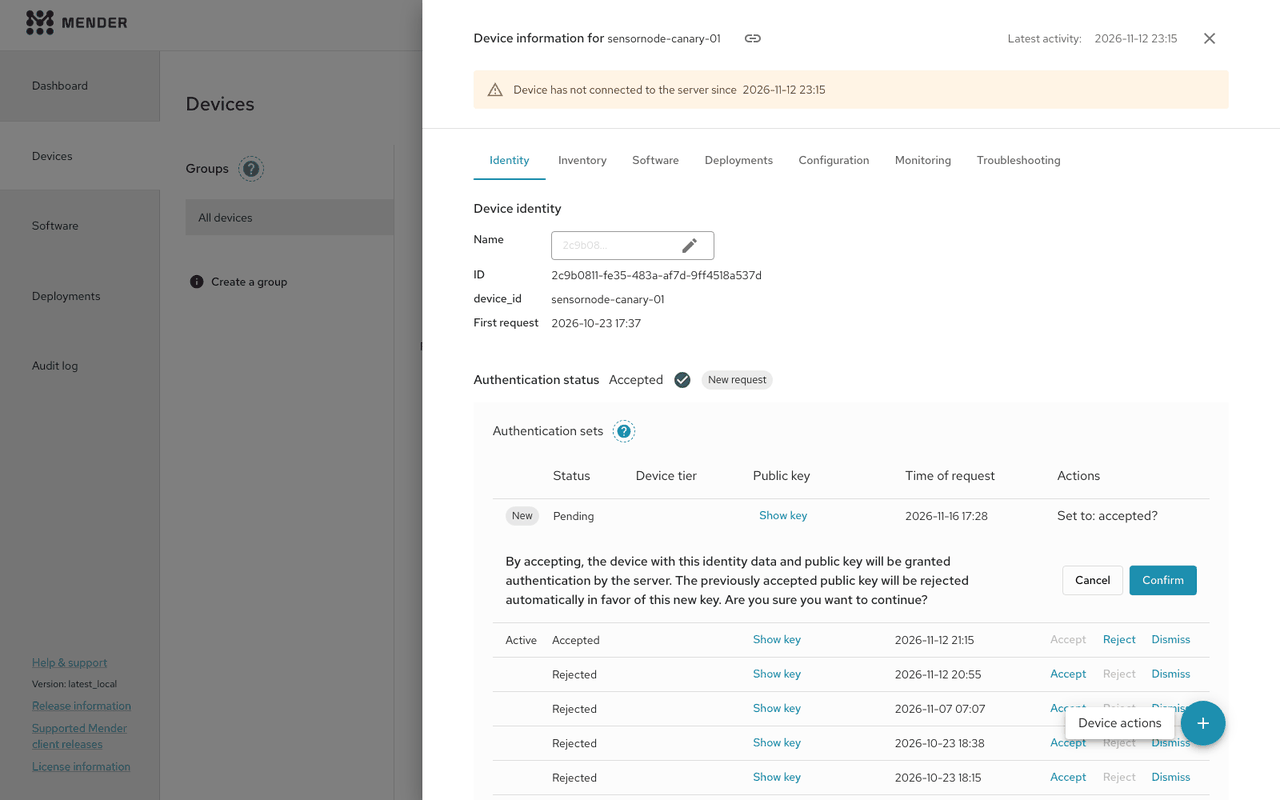 MENDER
Dashboard
Devices
Software
Deployments
Audit log
Help & support
Version: latest_local
Release information
Supported Mender
client releases
License information
Devices
Groups ?
All devices
Create a group
Device information for sensornode-canary-01
Latest activity: 2026-11-12 23:15
Device has not connected to the server since 2026-11-12 23:15
Identity Inventory Software Deployments Configuration Monitoring Troubleshooting
Device identity
Name 2c9b08...
ID 2c9b0811-fe35-483a-af7d-9ff4518a537d
device_id sensornode-canary-01
First request 2026-10-23 17:37
Authentication status Accepted New request
Authentication sets ?
Status Device tier Public key Time of request Actions
New Pending Show key 2026-11-16 17:28 Set to: accepted?
By accepting, the device with this identity data and public key will be granted
authentication by the server. The previously accepted public key will be rejected
automatically in favor of this new key. Are you sure you want to continue?
Cancel Confirm
Active Accepted Show key 2026-11-12 21:15 Accept Reject Dismiss
Rejected Show key 2026-11-12 20:55 Accept Reject Dismiss
Rejected Show key 2026-11-07 07:07 Accept Reject Dismiss
Device actions +
Rejected Show key 2026-10-23 18:38 Accept Reject Dismiss
Rejected Show key 2026-10-23 18:15 Accept Reject Dismiss